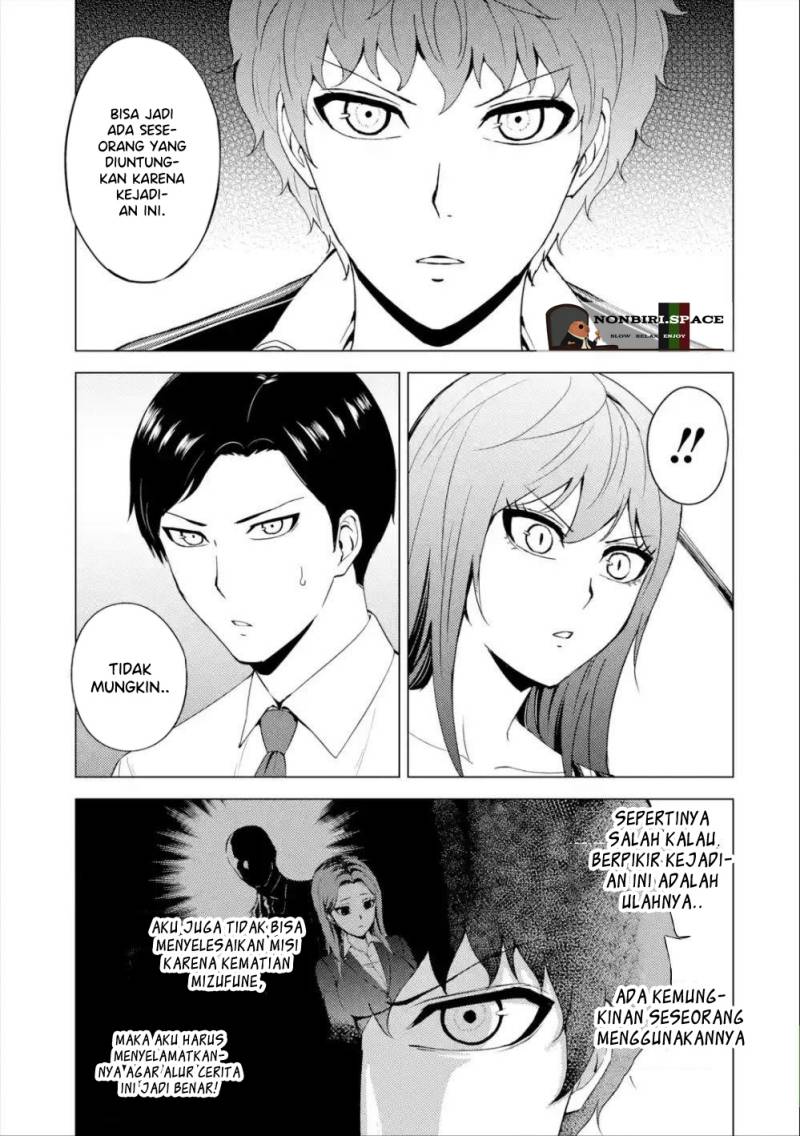 BISA JADI
ADA SESE-
ORANG YANG
DIUNTUNG-
KAN KARENA
KEJADI-
AN INI.
NONBIRI.SPACE
SLOW RELAX ENJOY
!!
TIDAK
MUNGKIN..
SEPERTINYA
SALAH KALAU,
BERPIKIR KEJADI-
AN INI ADALAH
ULAHNYA..
AKU JUGA TIDAK BISA
MENYELESAIKAN MISI
KARENA KEMATIAN
MIZUFUNE,
ADA KEMUNG-
KINAN SESEORANG
MENGGUNAKANNYA
MAKA AKU HARUS
MENYELAMATKAN-
NYA AGAR ALUR CERITA
INI JADI BENAR!